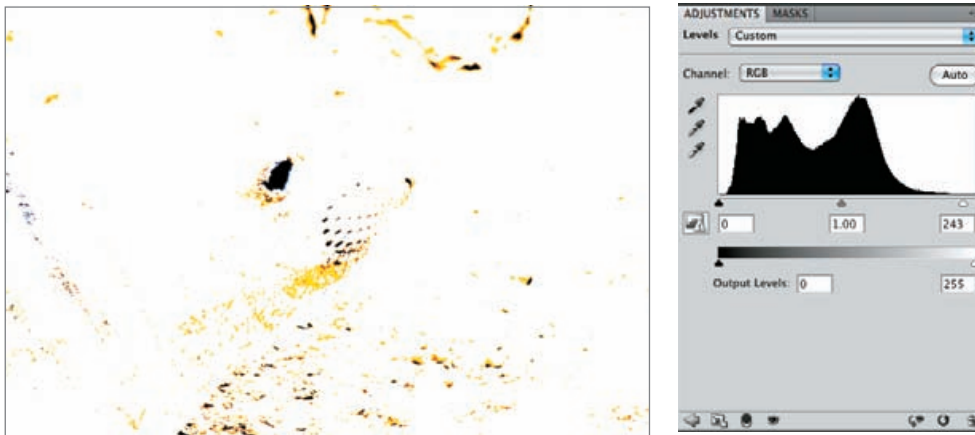 ADJUSTMENTS MASKS
Levels Custom
Channel: RGB Auto
0 1.00 243
Output Levels: 0 255